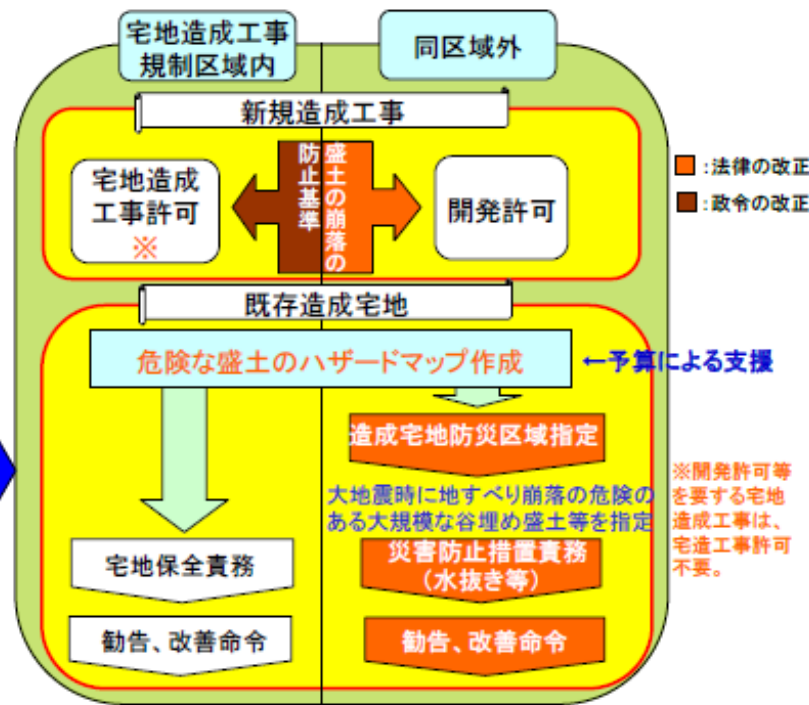 宅地造成工事
規制区域内
同区域外
新規造成工事
宅地造成
工事許可
※
盛土の崩落の
防止基準
開発許可
:法律の改正
:政令の改正
既存造成宅地
危険な盛土のハザードマップ作成
←予算による支援
造成宅地防災区域指定
大地震時に地すべり崩落の危険の
ある大規模な谷埋め盛土等を指定
※開発許可等
を要する宅地
造成工事は、
宅造工事許可
不要。
宅地保全責務
災害防止措置責務
(水抜き等)
勧告、改善命令
勧告、改善命令